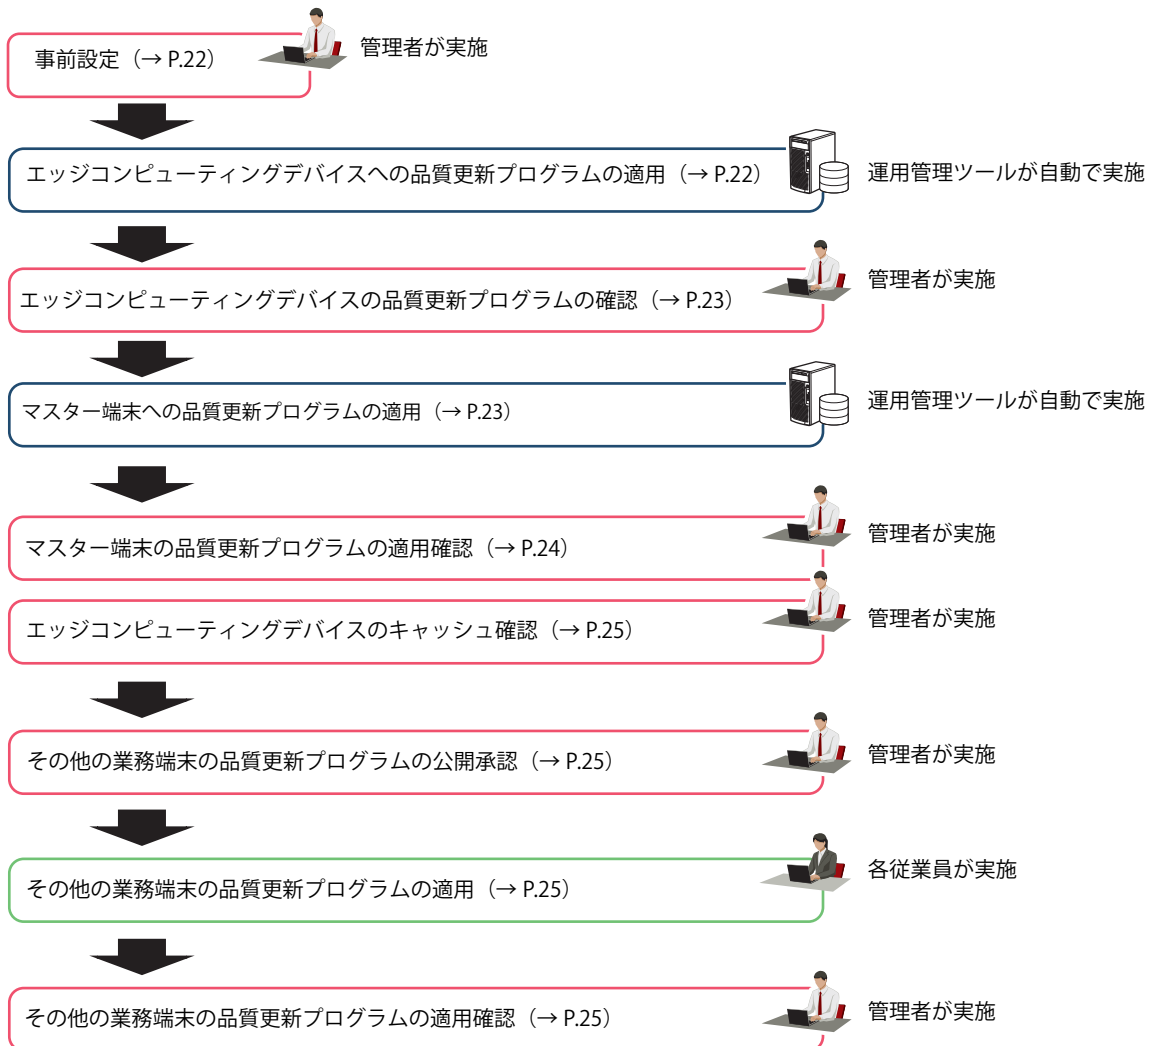 事前設定（→ P.22）
管理者が実施
エッジコンピューティングデバイスへの品質更新プログラムの適用（→ P.22）
運用管理ツールが自動で実施
エッジコンピューティングデバイスの品質更新プログラムの確認（→ P.23）
管理者が実施
マスター端末への品質更新プログラムの適用（→ P.23）
運用管理ツールが自動で実施
マスター端末の品質更新プログラムの適用確認（→ P.24）
管理者が実施
エッジコンピューティングデバイスのキャッシュ確認（→ P.25）
管理者が実施
その他の業務端末の品質更新プログラムの公開承認（→ P.25）
管理者が実施
その他の業務端末の品質更新プログラムの適用（→ P.25）
各従業員が実施
その他の業務端末の品質更新プログラムの適用確認（→ P.25）
管理者が実施